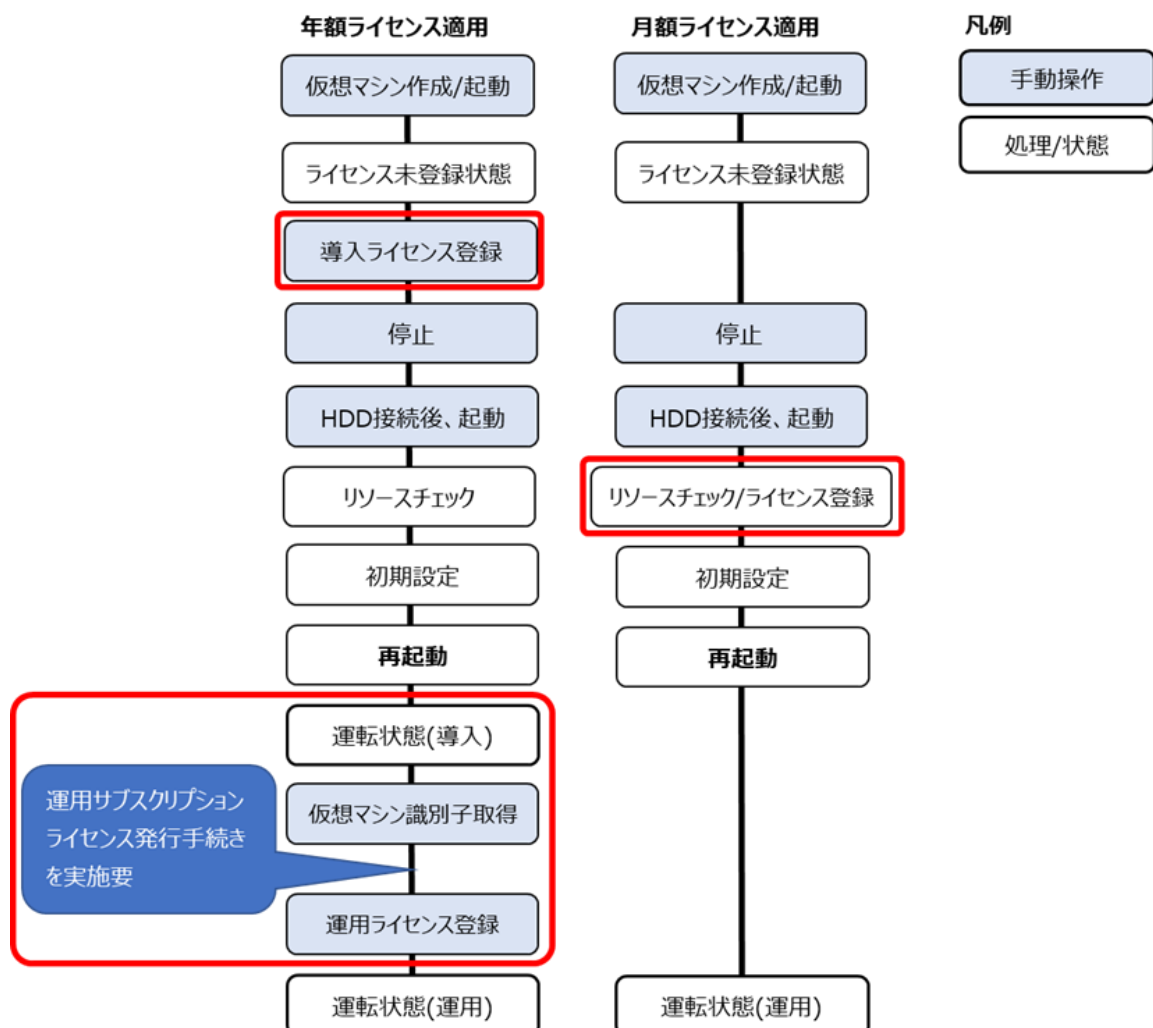 年額ライセンス適用
仮想マシン作成/起動
ライセンス未登録状態
導入ライセンス登録
停止
HDD接続後、起動
リソースチェック
初期設定
再起動
運転状態(導入)
仮想マシン識別子取得
運用サブスクリプション
ライセンス発行手続き
を実施要
運用ライセンス登録
運転状態(運用)
月額ライセンス適用
仮想マシン作成/起動
ライセンス未登録状態
停止
HDD接続後、起動
リソースチェック/ライセンス登録
初期設定
再起動
運転状態(運用)
凡例
手動操作
処理/状態